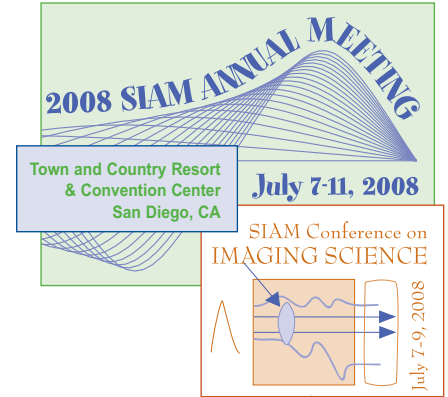 2008 SIAM ANNUAL MEETING
Town and Country Resort
& Convention Center
San Diego, CA
July 7-11, 2008
SIAM Conference on
IMAGING SCIENCE
July 7-9, 2008